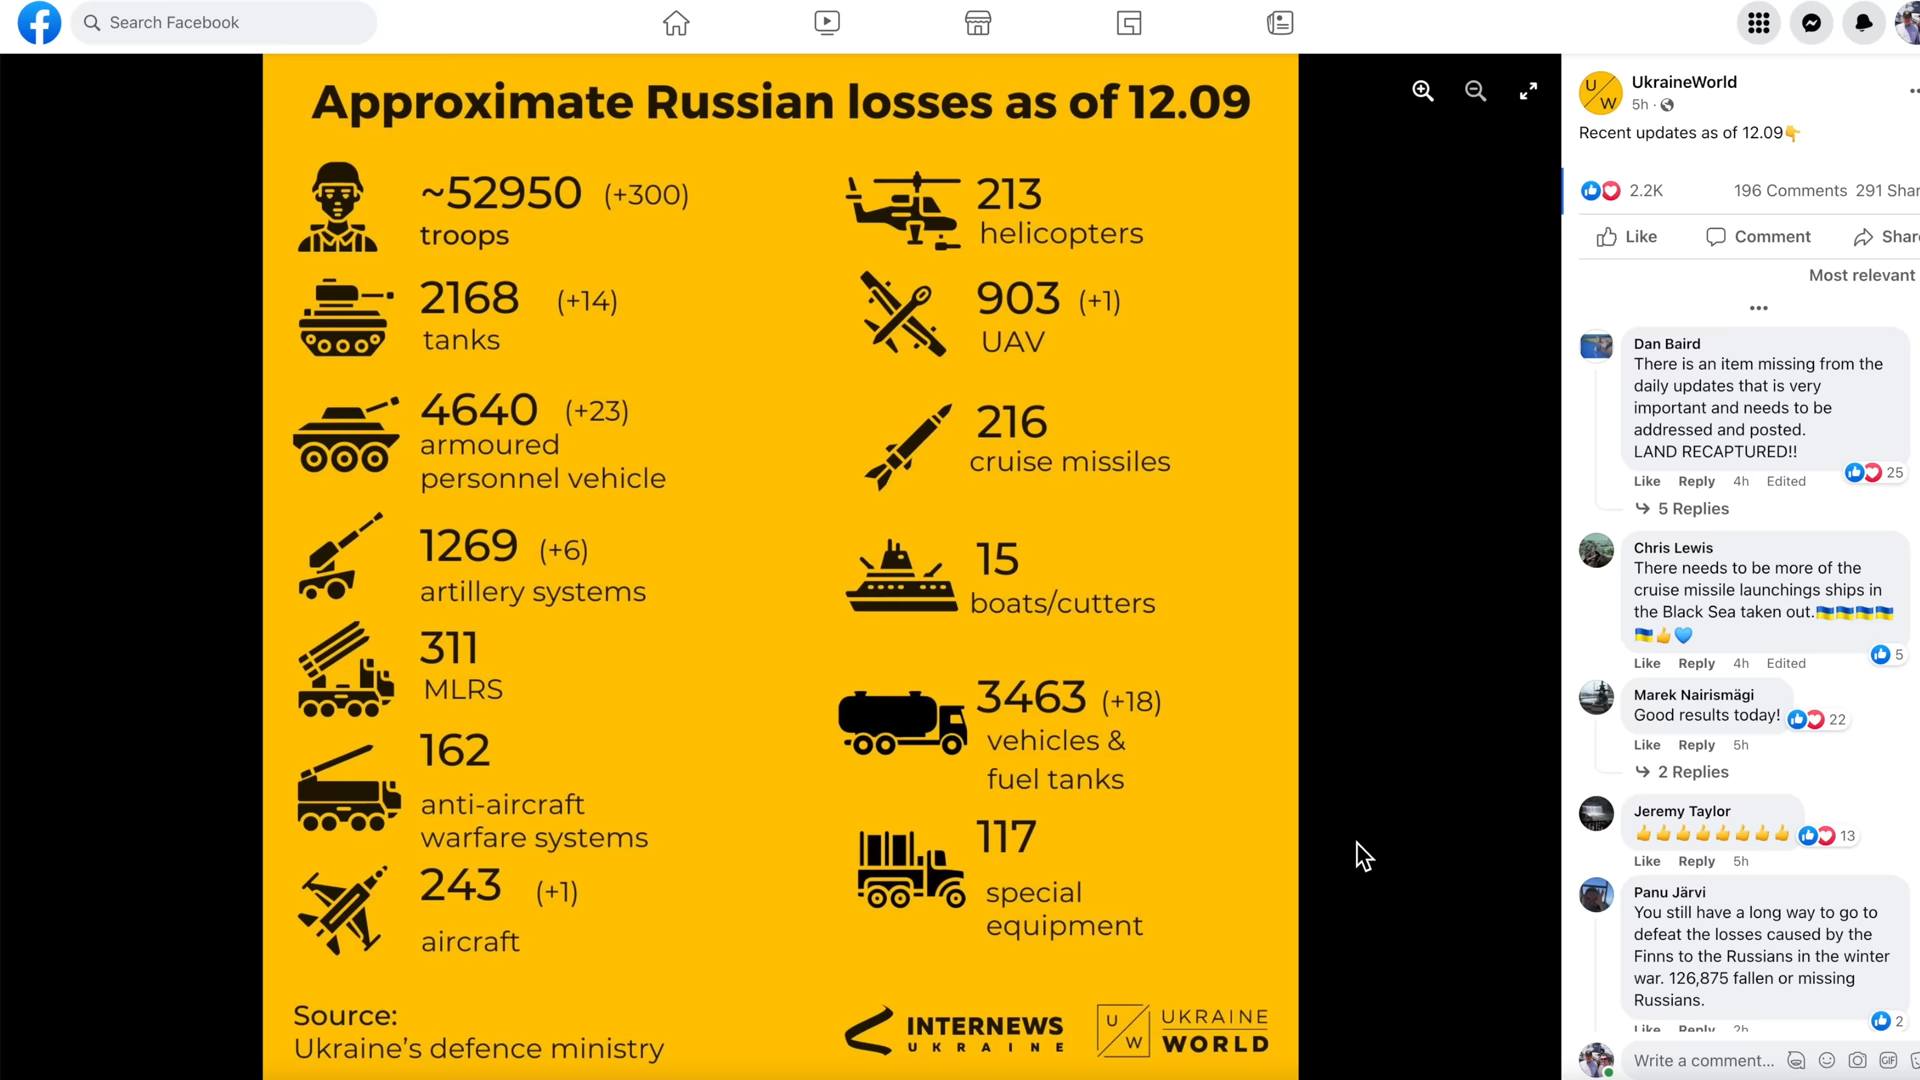 Search Facebook
Approximate Russian losses as of 12.09
~52950 (+300)
troops
2168 (+14)
tanks
4640 (+23)
armoured
personnel vehicle
1269 (+6)
artillery systems
311
MLRS
162
anti-aircraft
warfare systems
243 (+1)
aircraft
213
helicopters
903 (+1)
UAV
216
cruise missiles
15
boats/cutters
3463 (+18)
vehicles &
fuel tanks
117
special
equipment
Source:
Ukraine's defence ministry
INTERNEWS
UKRAINE
U
W
UKRAINE
WORLD
U
W
UkraineWorld
5h ·
Recent updates as of 12.09👇
2.2K 196 Comments 291 Shar
Like Comment Shar
Most relevant
Dan Baird
There is an item missing from the
daily updates that is very
important and needs to be
addressed and posted.
LAND RECAPTURED!!
25
Like Reply 4h Edited
5 Replies
Chris Lewis
There needs to be more of the
cruise missile launchings ships in
the Black Sea taken out.🇺🇦🇺🇦🇺🇦🇺🇦
🇺🇦👍💙
5
Like Reply 4h Edited
Marek Nairismägi
Good results today!
22
Like Reply 5h
2 Replies
Jeremy Taylor
👍👍👍👍👍👍👍👍
13
Like Reply 5h
Panu Järvi
You still have a long way to go to
defeat the losses caused by the
Finns to the Russians in the winter
war. 126,875 fallen or missing
Russians.
2
Like Reply 2h
Write a comment...
GIF